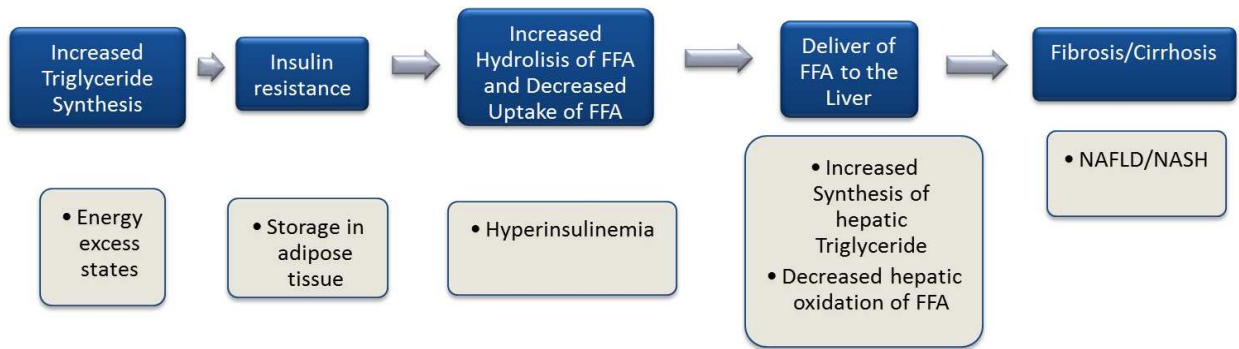 Increased
Triglyceride
Synthesis
Insulin
resistance
Increased
Hydrolisis of FFA
and Decreased
Uptake of FFA
Deliver of
FFA to the
Liver
Fibrosis/Cirrhosis
• Energy
excess
states
• Storage in
adipose
tissue
• Hyperinsulinemia
• Increased
Synthesis of
hepatic
Triglyceride
• Decreased hepatic
oxidation of FFA
• NAFLD/NASH